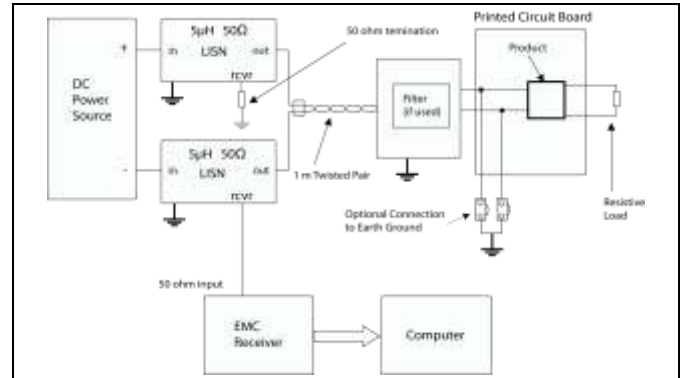 Printed Circuit Board
5µH 50Ω
LISN
In
out
rcvr
50 ohm temination
Product
+
DC
Power
Source
-
Filter
(if used)
5µH 50Ω
LISN
In
out
rcvr
1 m Twisted Pair
Optional Connection
to Earth Ground
Resistive
Load
50 ohm input
EMC
Receiver
Computer